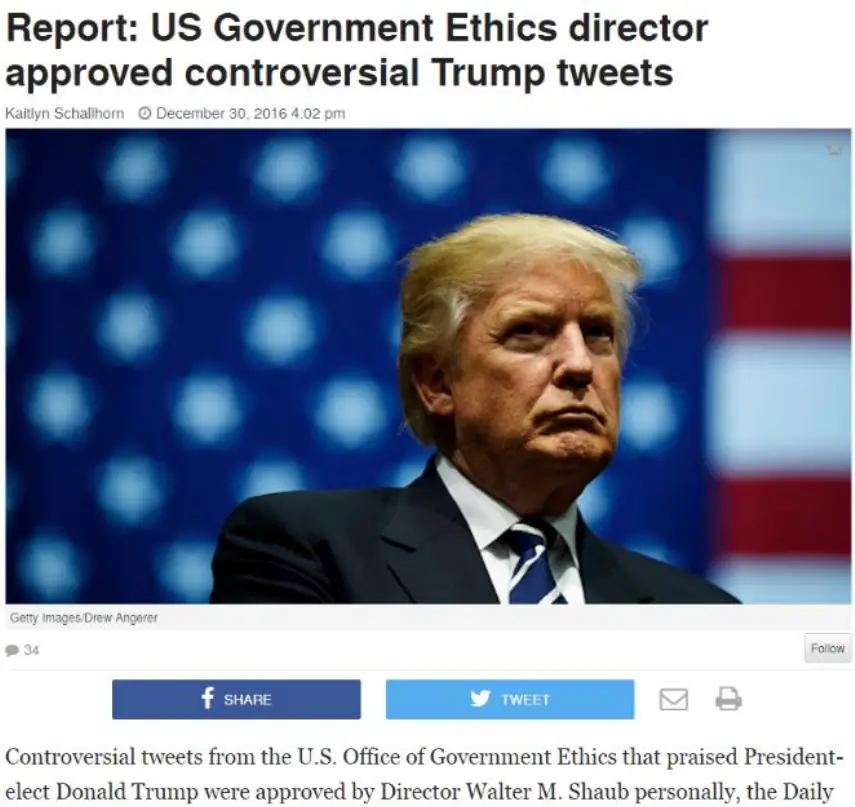 Report: US Government Ethics director
approved controversial Trump tweets
Kaitlyn Schallhorn December 30, 2016 4:02 pm
Getty Images/Drew Angerer
34
Follow
SHARE
TWEET
Controversial tweets from the U.S. Office of Government Ethics that praised President-
elect Donald Trump were approved by Director Walter M. Shaub personally, the Daily